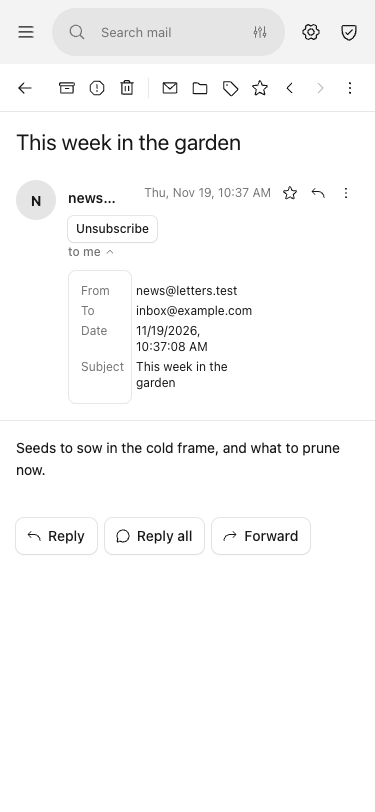 Search mail
This week in the garden
N
news...
Thu, Nov 19, 10:37 AM
Unsubscribe
to me
From news@letters.test
To inbox@example.com
Date 11/19/2026,
10:37:08 AM
Subject This week in the
garden
Seeds to sow in the cold frame, and what to prune
now.
Reply
Reply all
Forward